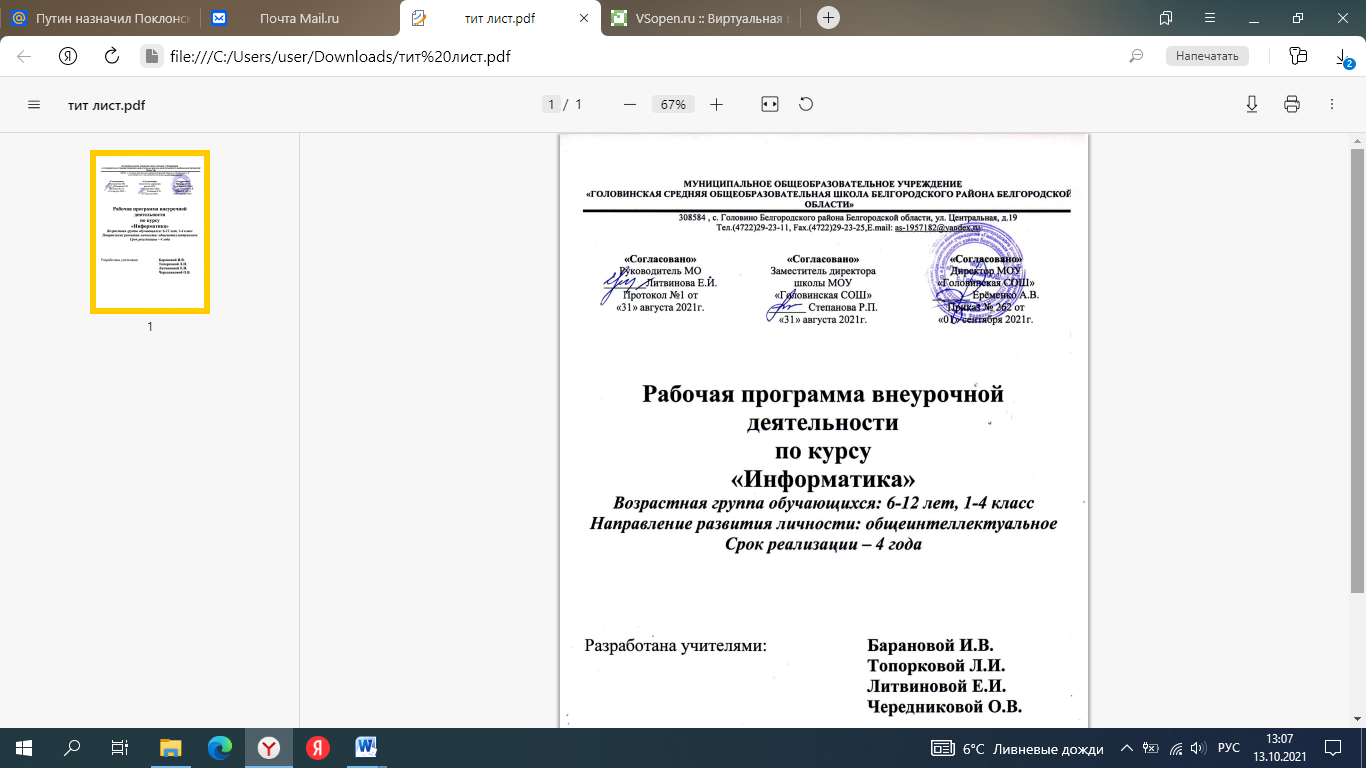 Путин назначил Поклонск
Почта Mail.ru
тит лист.pdf
VSopen.ru :: Виртуальная ш
file:///C:/Users/user/Downloads/тит%20лист.pdf
Напечатать
2
тит лист.pdf
1 / 1
67%
1
МУНИЦИПАЛЬНОЕ ОБЩЕОБРАЗОВАТЕЛЬНОЕ УЧРЕЖДЕНИЕ
«ГОЛОВИНСКАЯ СРЕДНЯЯ ОБЩЕОБРАЗОВАТЕЛЬНАЯ ШКОЛА БЕЛГОРОДСКОГО РАЙОНА БЕЛГОРОДСКОЙ
ОБЛАСТИ»
308584 , с. Головино Белгородского района Белгородской области, ул. Центральная, д.19
Тел.(4722)29-23-11, Fax.(4722)29-23-25,E.mail: as-1957182@yandex.ru
«Согласовано»
Руководитель МО
Литвинова Е.Й.
Протокол №1 от
«31» августа 2021г.
«Согласовано»
Заместитель директора
школы МОУ
«Головинская СОШ»
Степанова Р.П.
«31» августа 2021г.
«Согласовано»
Директор МОУ
«Головинская СОШ»
Ерёменко А.В.
Приказ № 262 от
«01» сентября 2021г.
Рабочая программа внеурочной
деятельности
по курсу
«Информатика»
Возрастная группа обучающихся: 6-12 лет, 1-4 класс
Направление развития личности: общеинтеллектуальное
Срок реализации – 4 года
Разработана учителями:
Барановой И.В.
Топорковой Л.И.
Литвиновой Е.И.
Чередниковой О.В.
6°C Ливневые дожди
РУС
13:07
13.10.2021